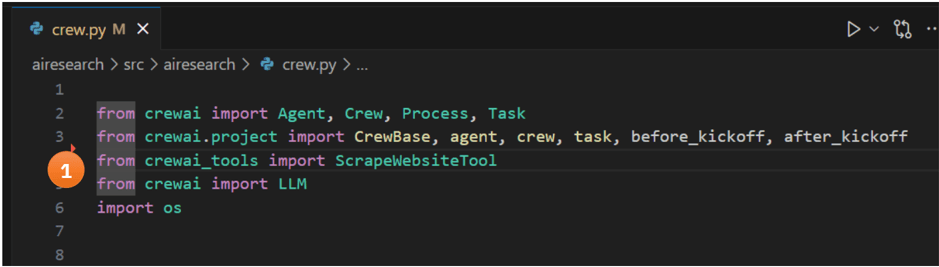 crew.py M
airesearch > src > airesearch > crew.py > ...
1
2 from crewai import Agent, Crew, Process, Task
3 from crewai.project import CrewBase, agent, crew, task, before_kickoff, after_kickoff
1 from crewai_tools import ScrapeWebsiteTool
from crewai import LLM
6 import os
7
8